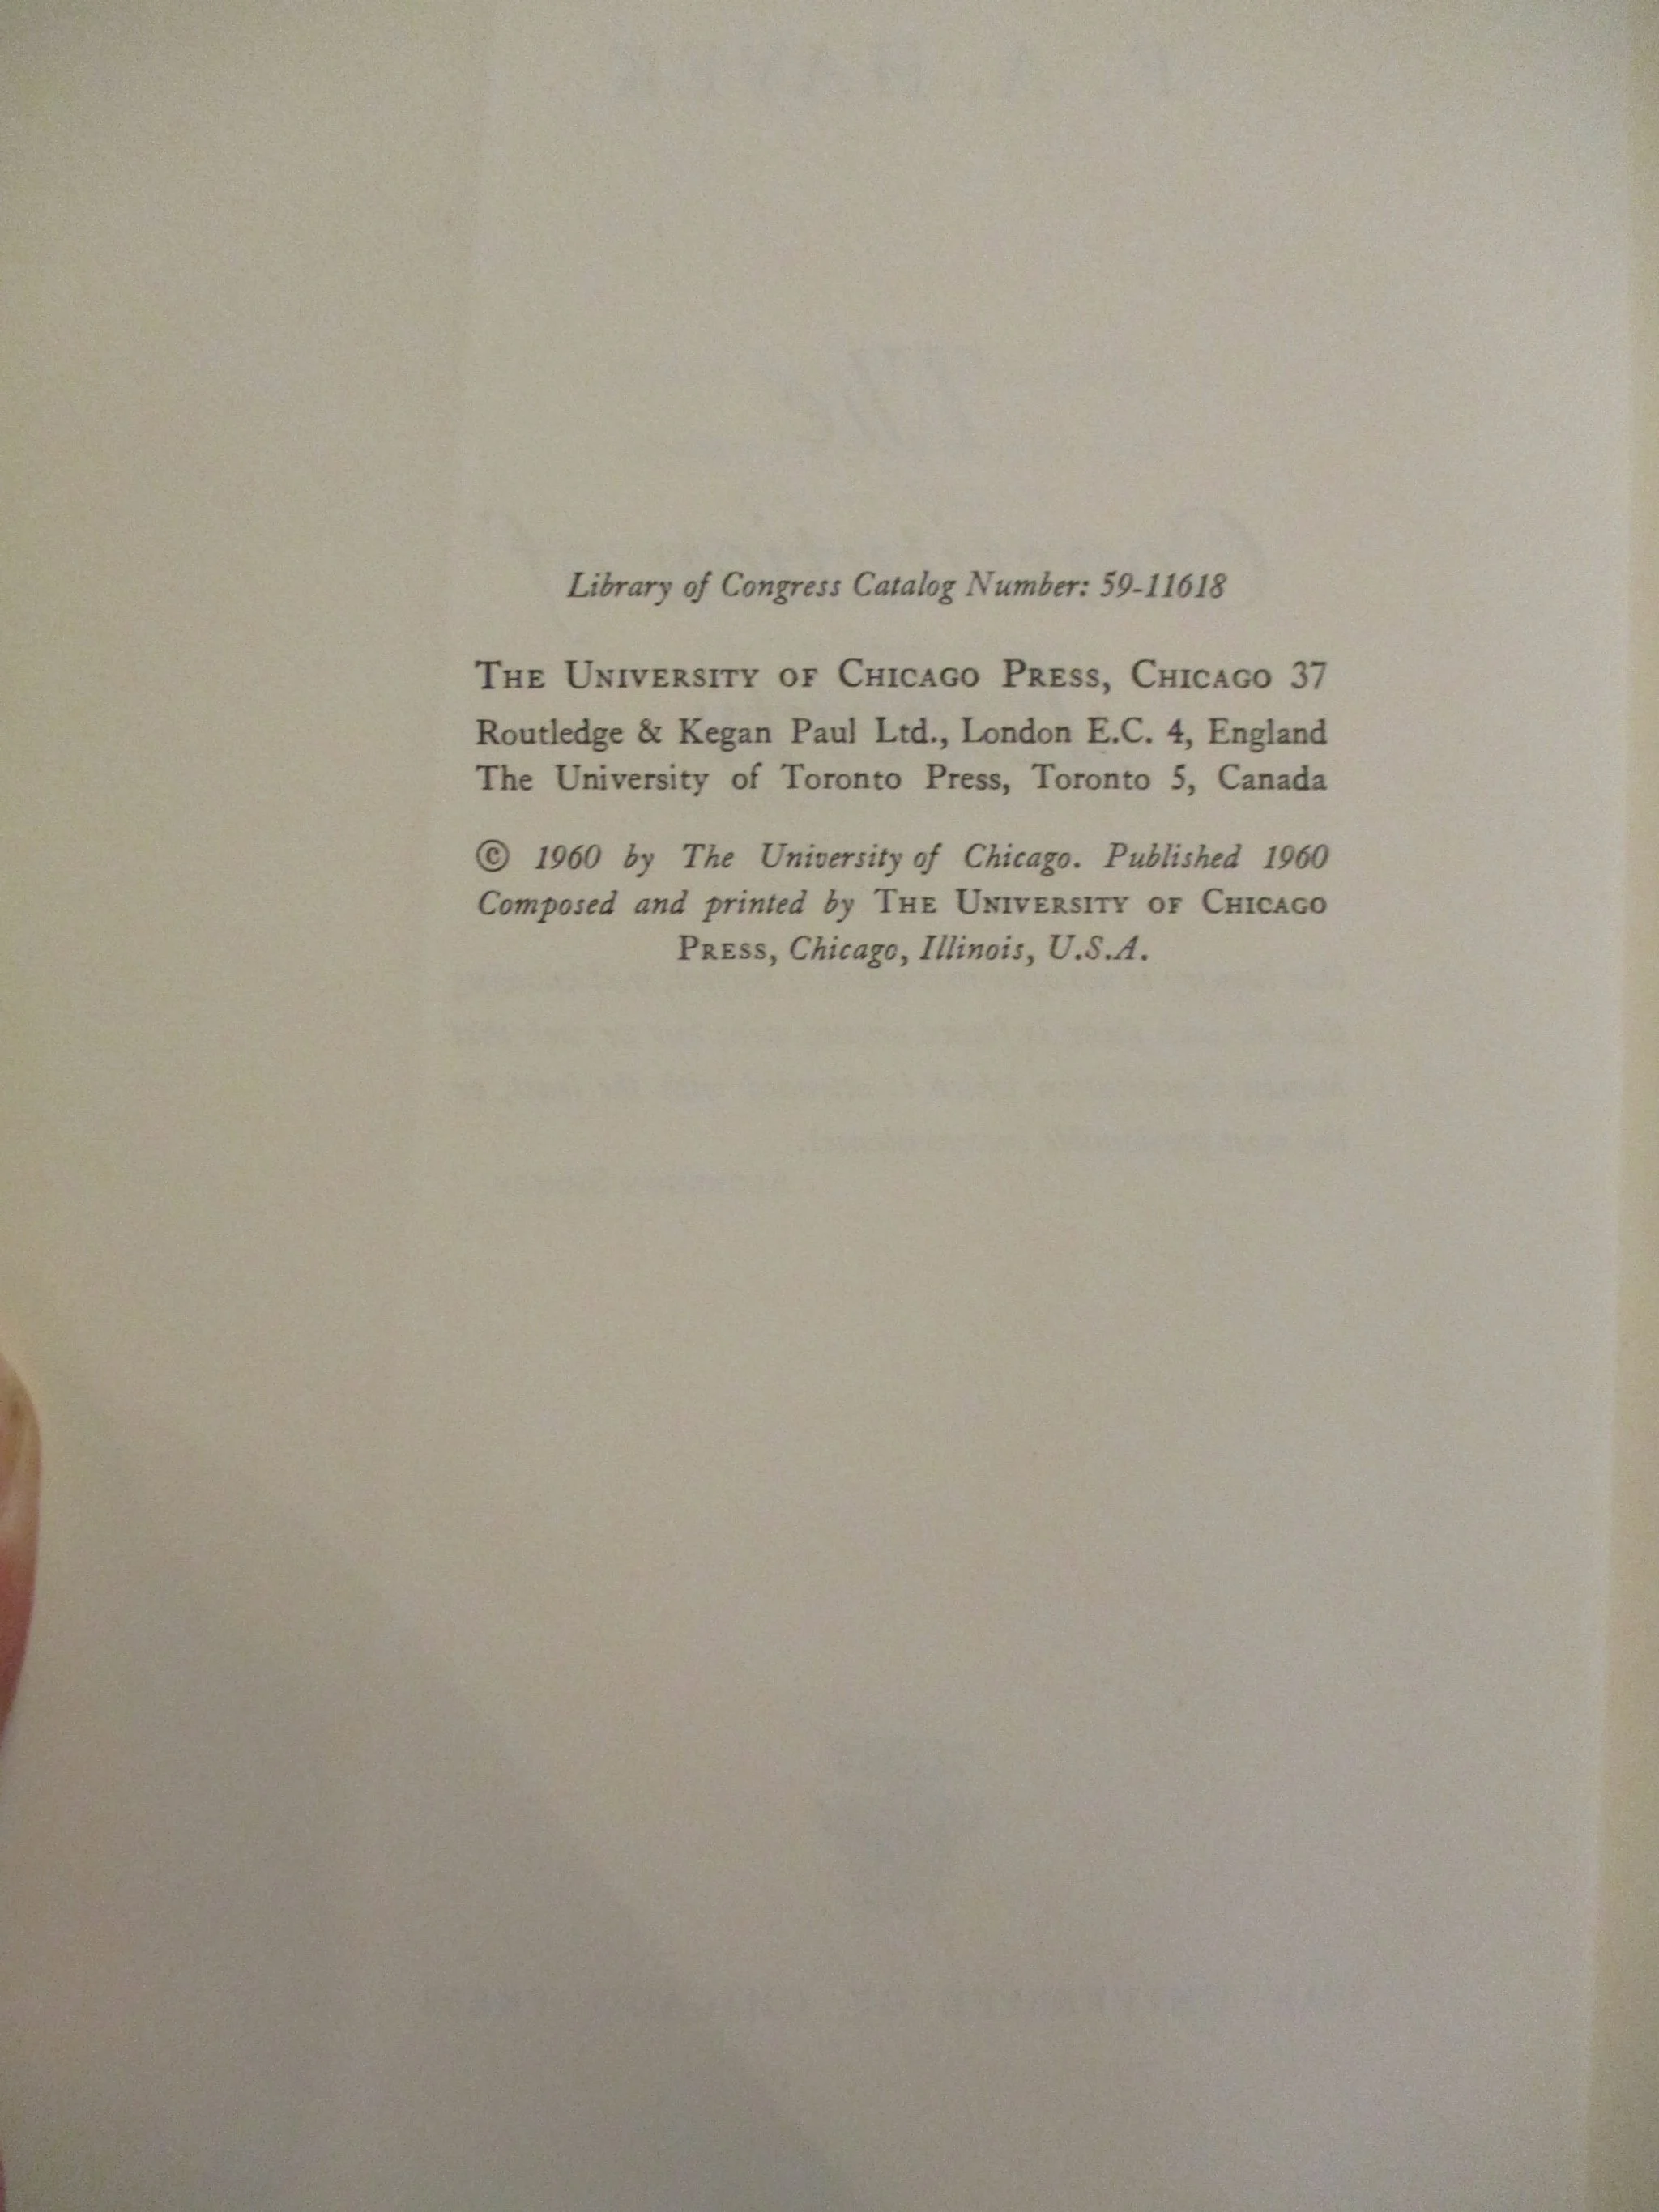 Library of Congress Catalog Number: 59-11618
THE UNIVERSITY OF CHICAGO PRESS, CHICAGO 37
Routledge & Kegan Paul Ltd., London E.C. 4, England
The University of Toronto Press, Toronto 5, Canada
© 1960 by The University of Chicago. Published 1960
Composed and printed by THE UNIVERSITY OF CHICAGO
PRESS, Chicago, Illinois, U.S.A.